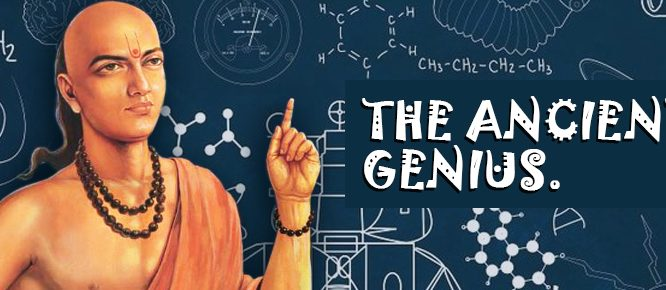 CH₃-CH₂-CH₂-CH₃
THE ANCIEN
GENIUS.